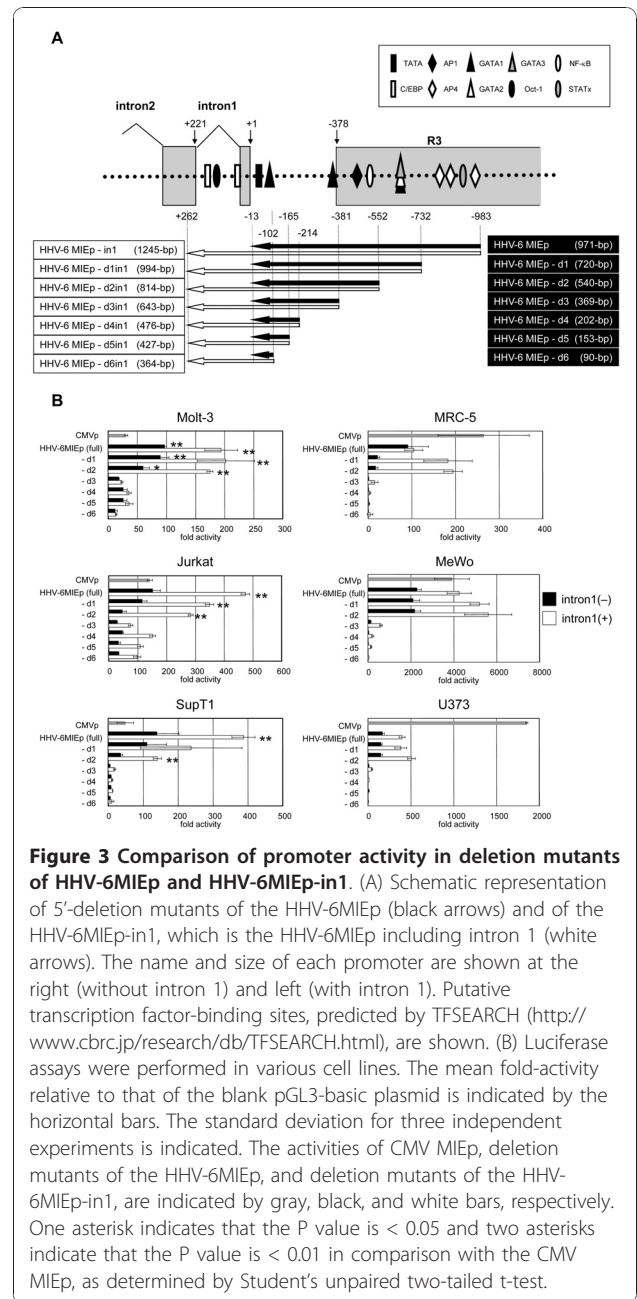 A
TATA AP1 GATA1 GATA3 NF-κB
C/EBP AP4 GATA2 Oct-1 STATx
intron2 intron1
+221 +1 -378
R3
+262 -13 -165 -381 -552 -732 -983
-102 -214
HHV-6 MIEp - in1 (1245-bp) HHV-6 MIEp (971-bp)
HHV-6 MIEp - d1in1 (994-bp) HHV-6 MIEp - d1 (720-bp)
HHV-6 MIEp - d2in1 (814-bp) HHV-6 MIEp - d2 (540-bp)
HHV-6 MIEp - d3in1 (643-bp) HHV-6 MIEp - d3 (369-bp)
HHV-6 MIEp - d4in1 (476-bp) HHV-6 MIEp - d4 (202-bp)
HHV-6 MIEp - d5in1 (427-bp) HHV-6 MIEp - d5 (153-bp)
HHV-6 MIEp - d6in1 (364-bp) HHV-6 MIEp - d6 (90-bp)
B
Molt-3
CMVp
HHV-6MIEp (full) ** **
- d1 ** **
- d2 * **
- d3
- d4
- d5
- d6
0 50 100 150 200 250 300
fold activity
MRC-5
CMVp
HHV-6MIEp (full)
- d1
- d2
- d3
- d4
- d5
- d6
0 200 400
fold activity
Jurkat
CMVp
HHV-6MIEp (full) **
- d1 **
- d2 **
- d3
- d4
- d5
- d6
0 100 200 300 400 500 600
fold activity
MeWo
CMVp
HHV-6MIEp (full)
- d1
- d2
- d3
- d4
- d5
- d6
0 2000 4000 6000 8000
fold activity
intron1(–)
intron1(+)
SupT1
CMVp
HHV-6MIEp (full) **
- d1
- d2 **
- d3
- d4
- d5
- d6
0 100 200 300 400 500
fold activity
U373
CMVp
HHV-6MIEp (full)
- d1
- d2
- d3
- d4
- d5
- d6
0 500 1000 1500 2000
fold activity
Figure 3 Comparison of promoter activity in deletion mutants
of HHV-6MIEp and HHV-6MIEp-in1. (A) Schematic representation
of 5’-deletion mutants of the HHV-6MIEp (black arrows) and of the
HHV-6MIEp-in1, which is the HHV-6MIEp including intron 1 (white
arrows). The name and size of each promoter are shown at the
right (without intron 1) and left (with intron 1). Putative
transcription factor-binding sites, predicted by TFSEARCH (http://
www.cbrc.jp/research/db/TFSEARCH.html), are shown. (B) Luciferase
assays were performed in various cell lines. The mean fold-activity
relative to that of the blank pGL3-basic plasmid is indicated by the
horizontal bars. The standard deviation for three independent
experiments is indicated. The activities of CMV MIEp, deletion
mutants of the HHV-6MIEp, and deletion mutants of the HHV-
6MIEp-in1, are indicated by gray, black, and white bars, respectively.
One asterisk indicates that the P value is < 0.05 and two asterisks
indicate that the P value is < 0.01 in comparison with the CMV
MIEp, as determined by Student’s unpaired two-tailed t-test.